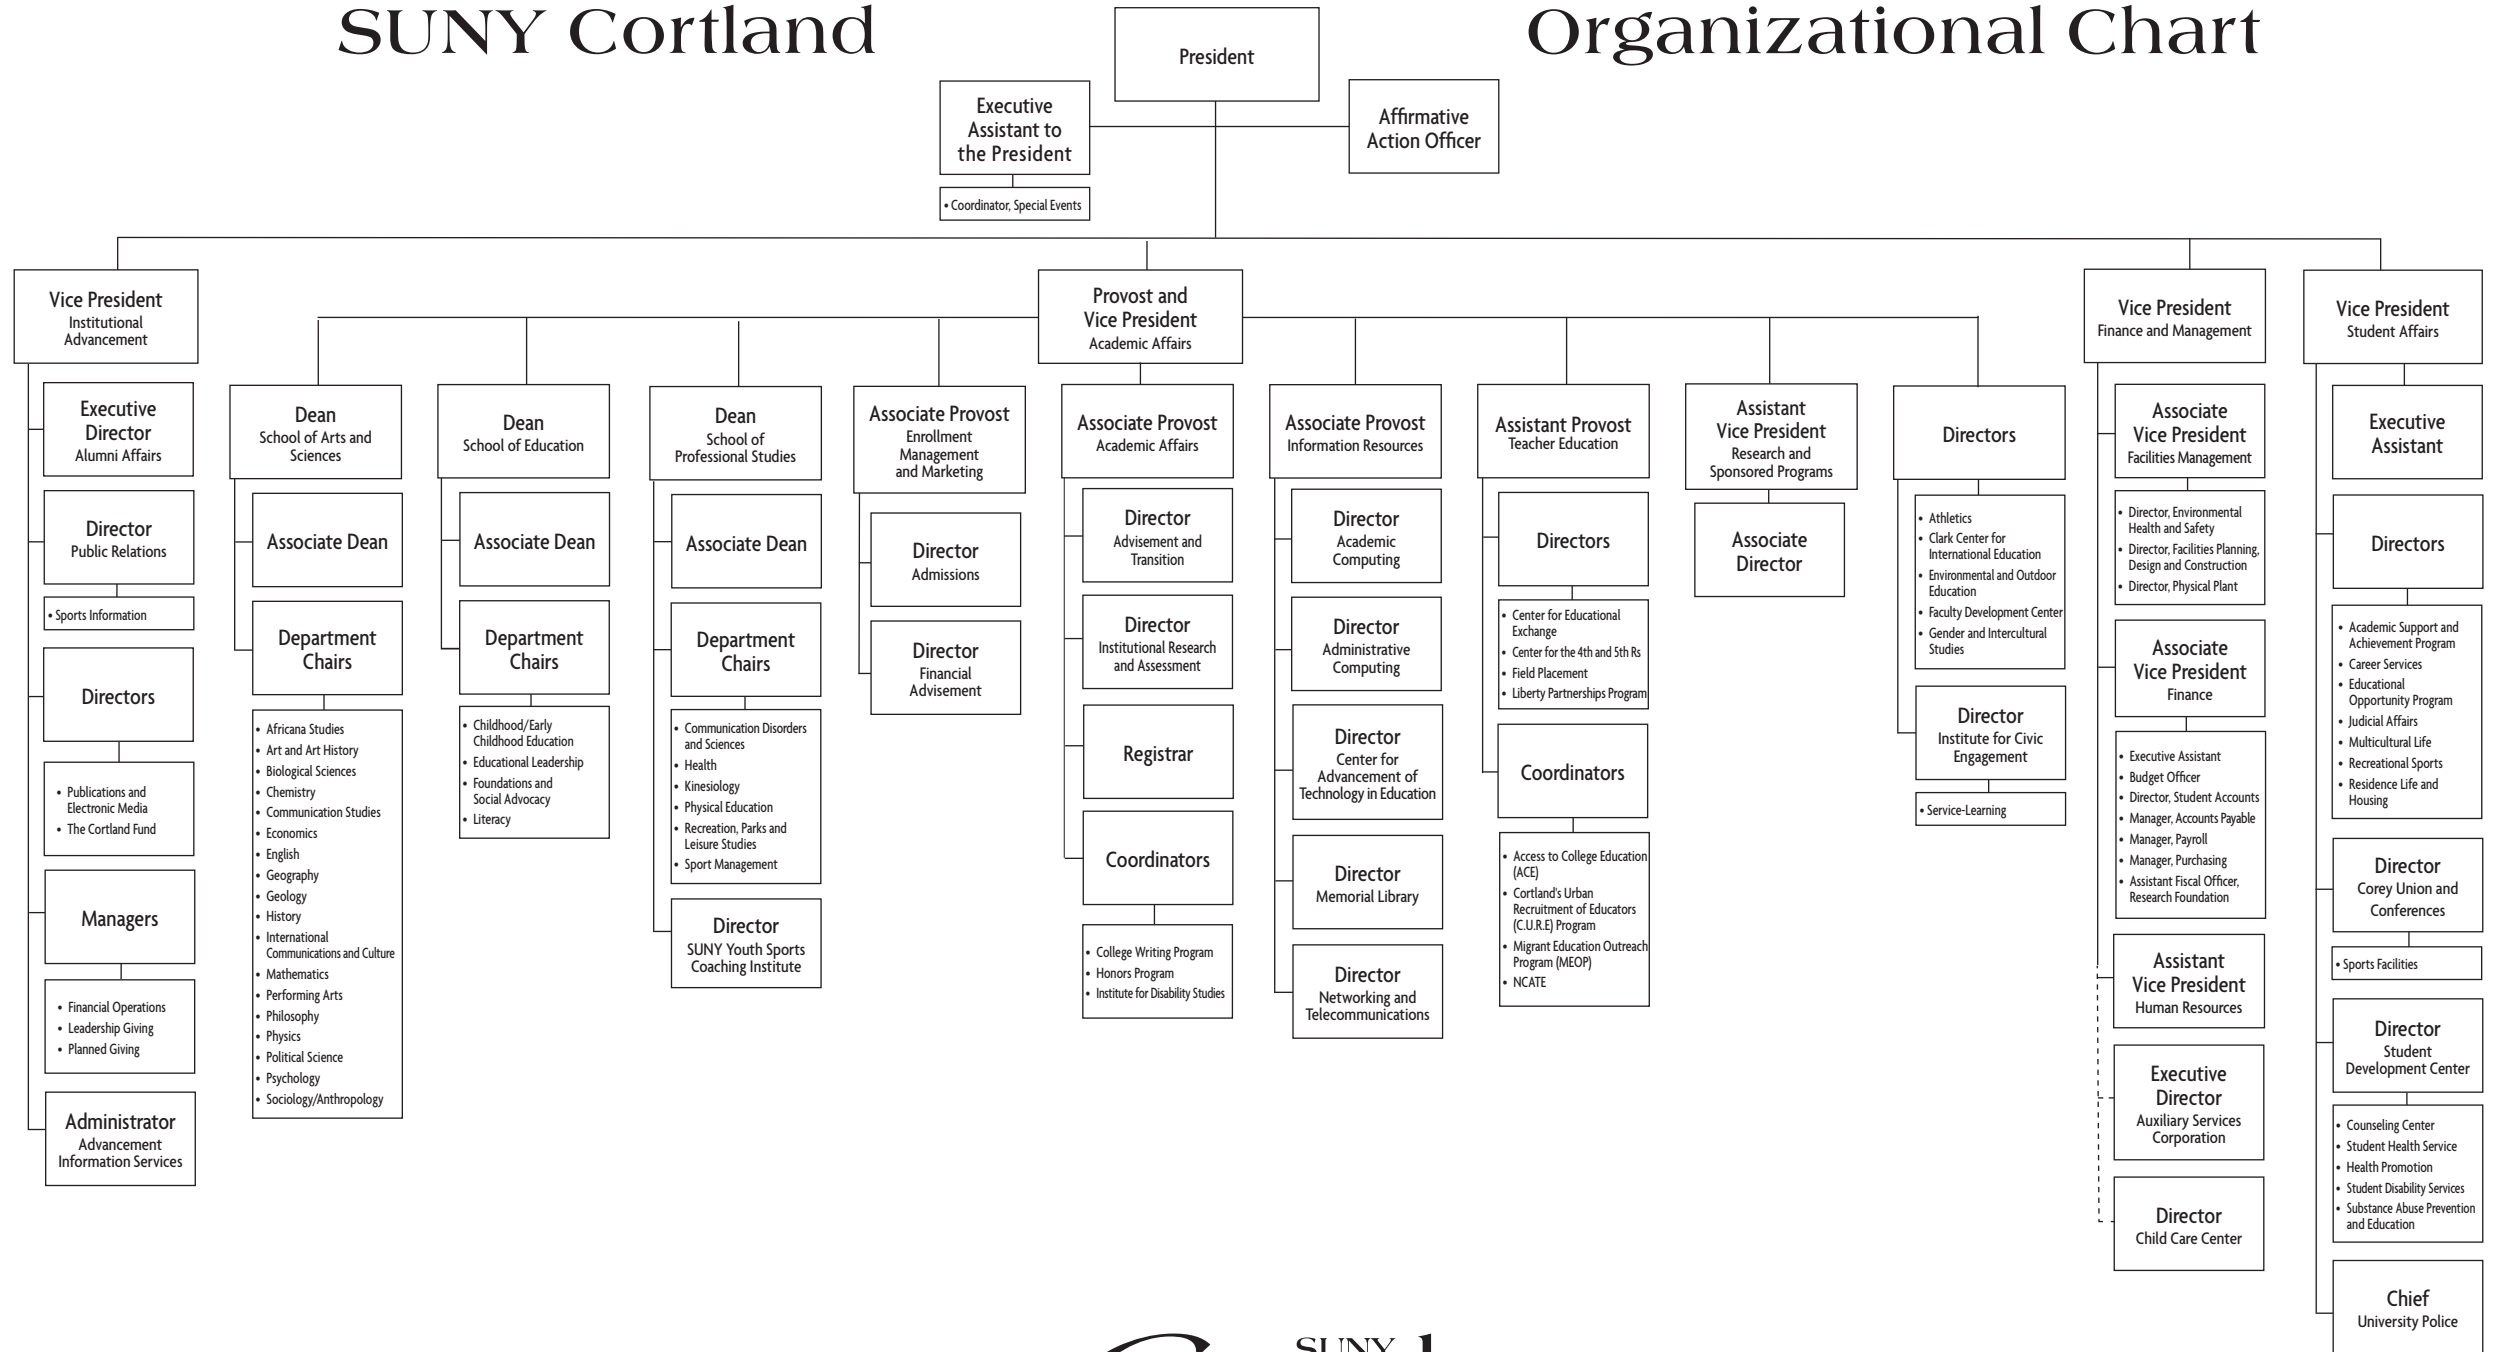 SUNY Cortland
Organizational Chart
President
Executive
Assistant to
the President
• Coordinator, Special Events
Affirmative
Action Officer
Vice President
Institutional
Advancement
Executive
Director
Alumni Affairs
Director
Public Relations
• Sports Information
Directors
• Publications and
Electronic Media
• The Cortland Fund
Managers
• Financial Operations
• Leadership Giving
• Planned Giving
Administrator
Advancement
Information Services
Provost and
Vice President
Academic Affairs
Dean
School of Arts and
Sciences
Associate Dean
Department
Chairs
• Africana Studies
• Art and Art History
• Biological Sciences
• Chemistry
• Communication Studies
• Economics
• English
• Geography
• Geology
• History
• International
Communications and Culture
• Mathematics
• Performing Arts
• Philosophy
• Physics
• Political Science
• Psychology
• Sociology/Anthropology
Dean
School of Education
Associate Dean
Department
Chairs
• Childhood/Early
Childhood Education
• Educational Leadership
• Foundations and
Social Advocacy
• Literacy
Dean
School of
Professional Studies
Associate Dean
Department
Chairs
• Communication Disorders
and Sciences
• Health
• Kinesiology
• Physical Education
• Recreation, Parks and
Leisure Studies
• Sport Management
Director
SUNY Youth Sports
Coaching Institute
Associate Provost
Enrollment
Management
and Marketing
Director
Admissions
Director
Financial
Advisement
Associate Provost
Academic Affairs
Director
Advisement and
Transition
Director
Institutional Research
and Assessment
Registrar
Coordinators
• College Writing Program
• Honors Program
• Institute for Disability Studies
Associate Provost
Information Resources
Director
Academic
Computing
Director
Administrative
Computing
Director
Center for
Advancement of
Technology in Education
Director
Memorial Library
Director
Networking and
Telecommunications
Assistant Provost
Teacher Education
Directors
• Center for Educational
Exchange
• Center for the 4th and 5th Rs
• Field Placement
• Liberty Partnerships Program
Coordinators
• Access to College Education
(ACE)
• Cortland's Urban
Recruitment of Educators
(C.U.R.E) Program
• Migrant Education Outreach
Program (MEOP)
• NCATE
Assistant
Vice President
Research and
Sponsored Programs
Associate
Director
Directors
• Athletics
• Clark Center for
International Education
• Environmental and Outdoor
Education
• Faculty Development Center
• Gender and Intercultural
Studies
Director
Institute for Civic
Engagement
• Service-Learning
Vice President
Finance and Management
Associate
Vice President
Facilities Management
• Director, Environmental
Health and Safety
• Director, Facilities Planning,
Design and Construction
• Director, Physical Plant
Associate
Vice President
Finance
• Executive Assistant
• Budget Officer
• Director, Student Accounts
• Manager, Accounts Payable
• Manager, Payroll
• Manager, Purchasing
• Assistant Fiscal Officer,
Research Foundation
Assistant
Vice President
Human Resources
Executive
Director
Auxiliary Services
Corporation
Director
Child Care Center
Vice President
Student Affairs
Executive
Assistant
Directors
• Academic Support and
Achievement Program
• Career Services
• Educational
Opportunity Program
• Judicial Affairs
• Multicultural Life
• Recreational Sports
• Residence Life and
Housing
Director
Corey Union and
Conferences
• Sports Facilities
Director
Student
Development Center
• Counseling Center
• Student Health Service
• Health Promotion
• Student Disability Services
• Substance Abuse Prevention
and Education
Chief
University Police
SUNY